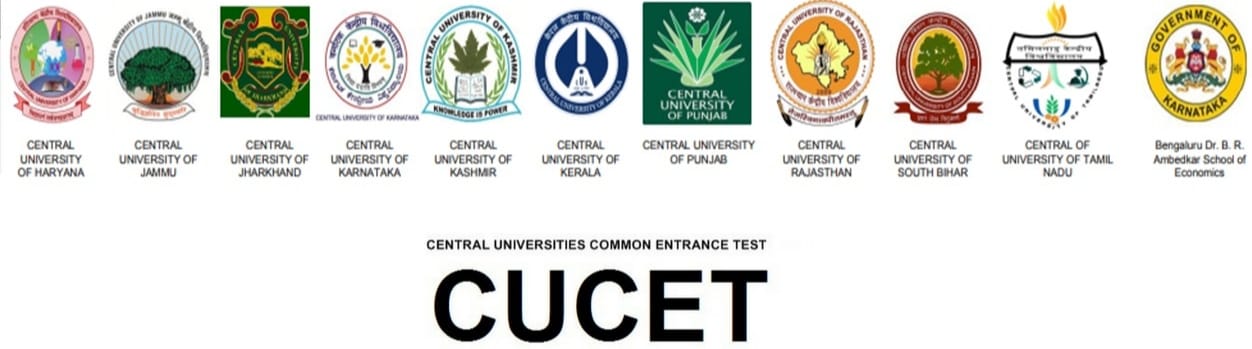 CENTRAL UNIVERSITY OF KASHMIR
KNOWLEDGE IS POWER
CENTRAL UNIVERSITY OF KARNATAKA
CENTRAL
UNIVERSITY
OF PUNJAB
CENTRAL UNIVERSITY OF RAJASTHAN
GOVERNMENT OF
KARNATAKA
CENTRAL
UNIVERSITY
OF HARYANA
CENTRAL
UNIVERSITY OF
JAMMU
CENTRAL
UNIVERSITY OF
JHARKHAND
CENTRAL
UNIVERSITY OF
KARNATAKA
CENTRAL
UNIVERSITY OF
KASHMIR
CENTRAL
UNIVERSITY OF
KERALA
CENTRAL UNIVERSITY
OF PUNJAB
CENTRAL
UNIVERSITY OF
RAJASTHAN
CENTRAL
UNIVERSITY OF
SOUTH BIHAR
CENTRAL OF
UNIVERSITY OF TAMIL
NADU
Bengaluru Dr. B. R.
Ambedkar School of
Economics
CENTRAL UNIVERSITIES COMMON ENTRANCE TEST
CUCET